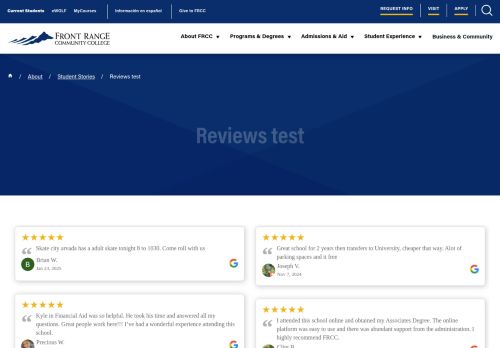 Current Students eWOLF MyCourses Información en español Give to FRCC REQUEST INFO VISIT APPLY
FRONT RANGE
COMMUNITY COLLEGE
About FRCC Programs & Degrees Admissions & Aid Student Experience Business & Community
/ About / Student Stories / Reviews test
Reviews test
Skate city arvada has a adult skate tonight 8 to 1030. Come roll with us
B
Brian W.
Jan 23, 2025
Great school for 2 years then transfers to University, cheaper that way. Alot of
parking spaces and it free
Joseph V.
Nov 7, 2024
Kyle in Financial Aid was so helpful. He took his time and answered all my
questions. Great people work here!!! I've had a wonderful experience attending this
school.
Precious W.
I attended this school online and obtained my Associates Degree. The online
platform was easy to use and there was abundant support from the administration. I
highly recommend FRCC.